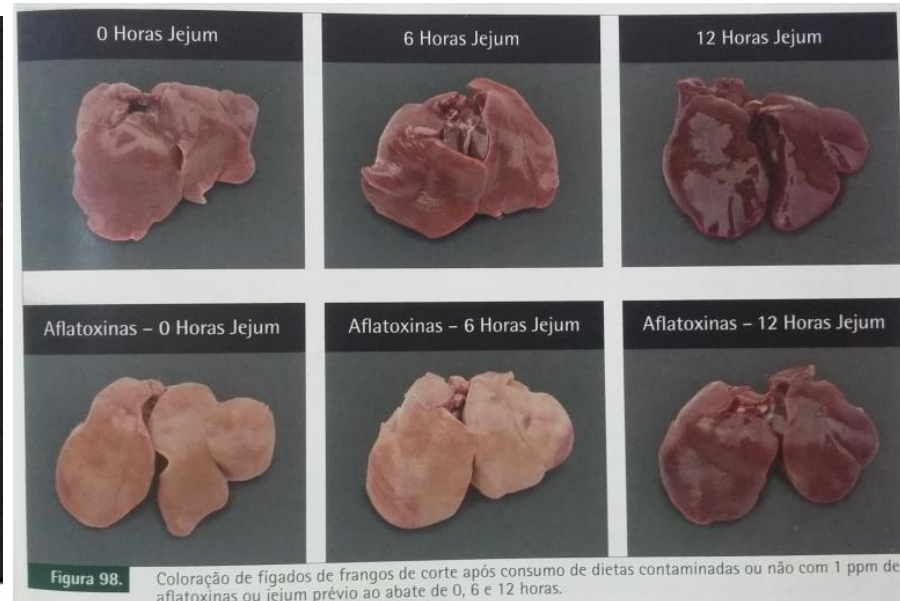 0 Horas Jejum
6 Horas Jejum
12 Horas Jejum
Aflatoxinas – 0 Horas Jejum
Aflatoxinas – 6 Horas Jejum
Aflatoxinas – 12 Horas Jejum
Figura 98.
Coloração de fígados de frangos de corte após consumo de dietas contaminadas ou não com 1 ppm de
aflatoxinas ou jejum prévio ao abate de 0, 6 e 12 horas.